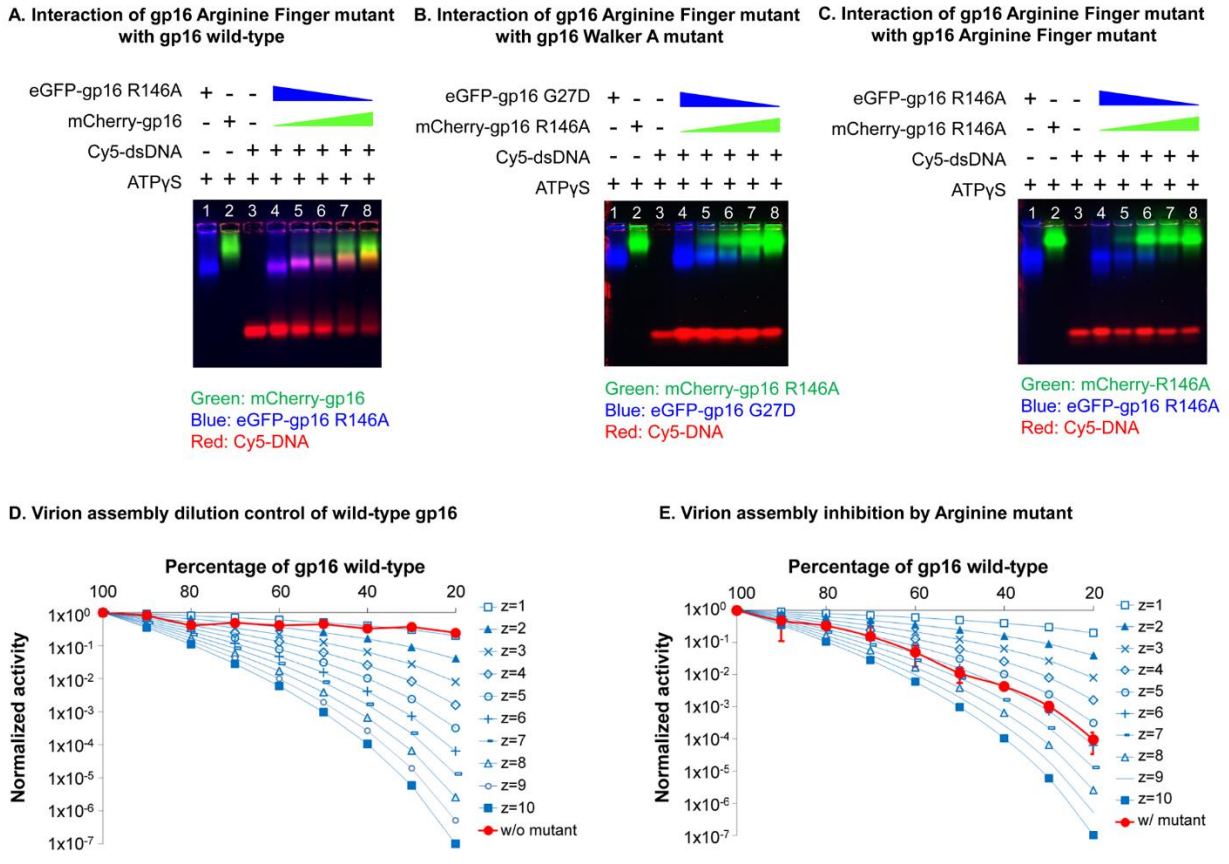 A. Interaction of gp16 Arginine Finger mutant
with gp16 wild-type
eGFP-gp16 R146A + - -
mCherry-gp16 - + -
Cy5-dsDNA - - + + + + + +
ATPγS + + + + + + + +
1 2 3 4 5 6 7 8
Green: mCherry-gp16
Blue: eGFP-gp16 R146A
Red: Cy5-DNA
B. Interaction of gp16 Arginine Finger mutant
with gp16 Walker A mutant
eGFP-gp16 G27D + - -
mCherry-gp16 R146A - + -
Cy5-dsDNA - - + + + + + +
ATPγS + + + + + + + +
1 2 3 4 5 6 7 8
Green: mCherry-gp16 R146A
Blue: eGFP-gp16 G27D
Red: Cy5-DNA
C. Interaction of gp16 Arginine Finger mutant
with gp16 Arginine Finger mutant
eGFP-gp16 R146A + - -
mCherry-gp16 R146A - + -
Cy5-dsDNA - - + + + + + +
ATPγS + + + + + + + +
1 2 3 4 5 6 7 8
Green: mCherry-R146A
Blue: eGFP-gp16 R146A
Red: Cy5-DNA
D. Virion assembly dilution control of wild-type gp16
Percentage of gp16 wild-type
100 80 60 40 20
Normalized activity
1x10⁰
1x10⁻¹
1x10⁻²
1x10⁻³
1x10⁻⁴
1x10⁻⁵
1x10⁻⁶
1x10⁻⁷
z=1
z=2
z=3
z=4
z=5
z=6
z=7
z=8
z=9
z=10
w/o mutant
E. Virion assembly inhibition by Arginine mutant
Percentage of gp16 wild-type
100 80 60 40 20
Normalized activity
1x10⁰
1x10⁻¹
1x10⁻²
1x10⁻³
1x10⁻⁴
1x10⁻⁵
1x10⁻⁶
1x10⁻⁷
z=1
z=2
z=3
z=4
z=5
z=6
z=7
z=8
z=9
z=10
w/ mutant